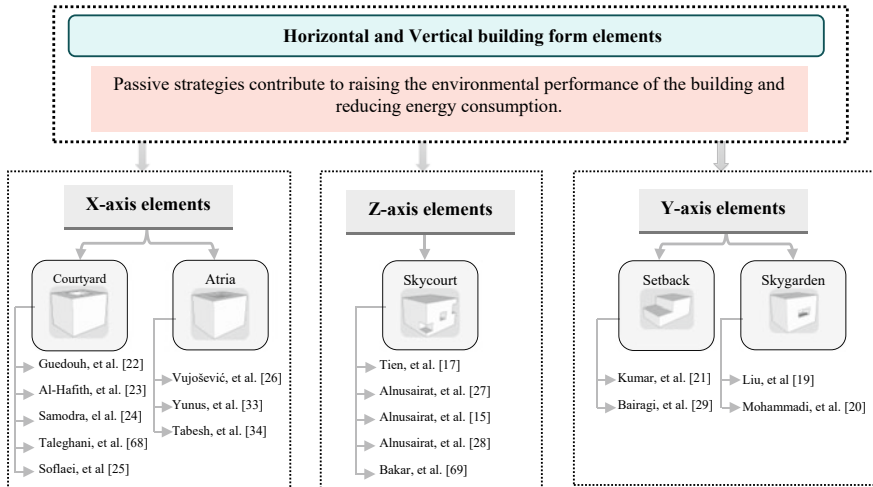 Horizontal and Vertical building form elements
Passive strategies contribute to raising the environmental performance of the building and
reducing energy consumption.
X-axis elements
Courtyard
Guedouh, et al. [22]
Al-Hafith, et al. [23]
Samodra, el al. [24]
Taleghani, et al. [68]
Soflaei, et al [25]
Atria
Vujošević, et al. [26]
Yunus, et al. [33]
Tabesh, et al. [34]
Z-axis elements
Skycourt
Tien, et al. [17]
Alnusairat, et al. [27]
Alnusairat, et al. [15]
Alnusairat, et al. [28]
Bakar, et al. [69]
Y-axis elements
Setback
Kumar, et al. [21]
Bairagi, et al. [29]
Skygarden
Liu, et al [19]
Mohammadi, et al. [20]